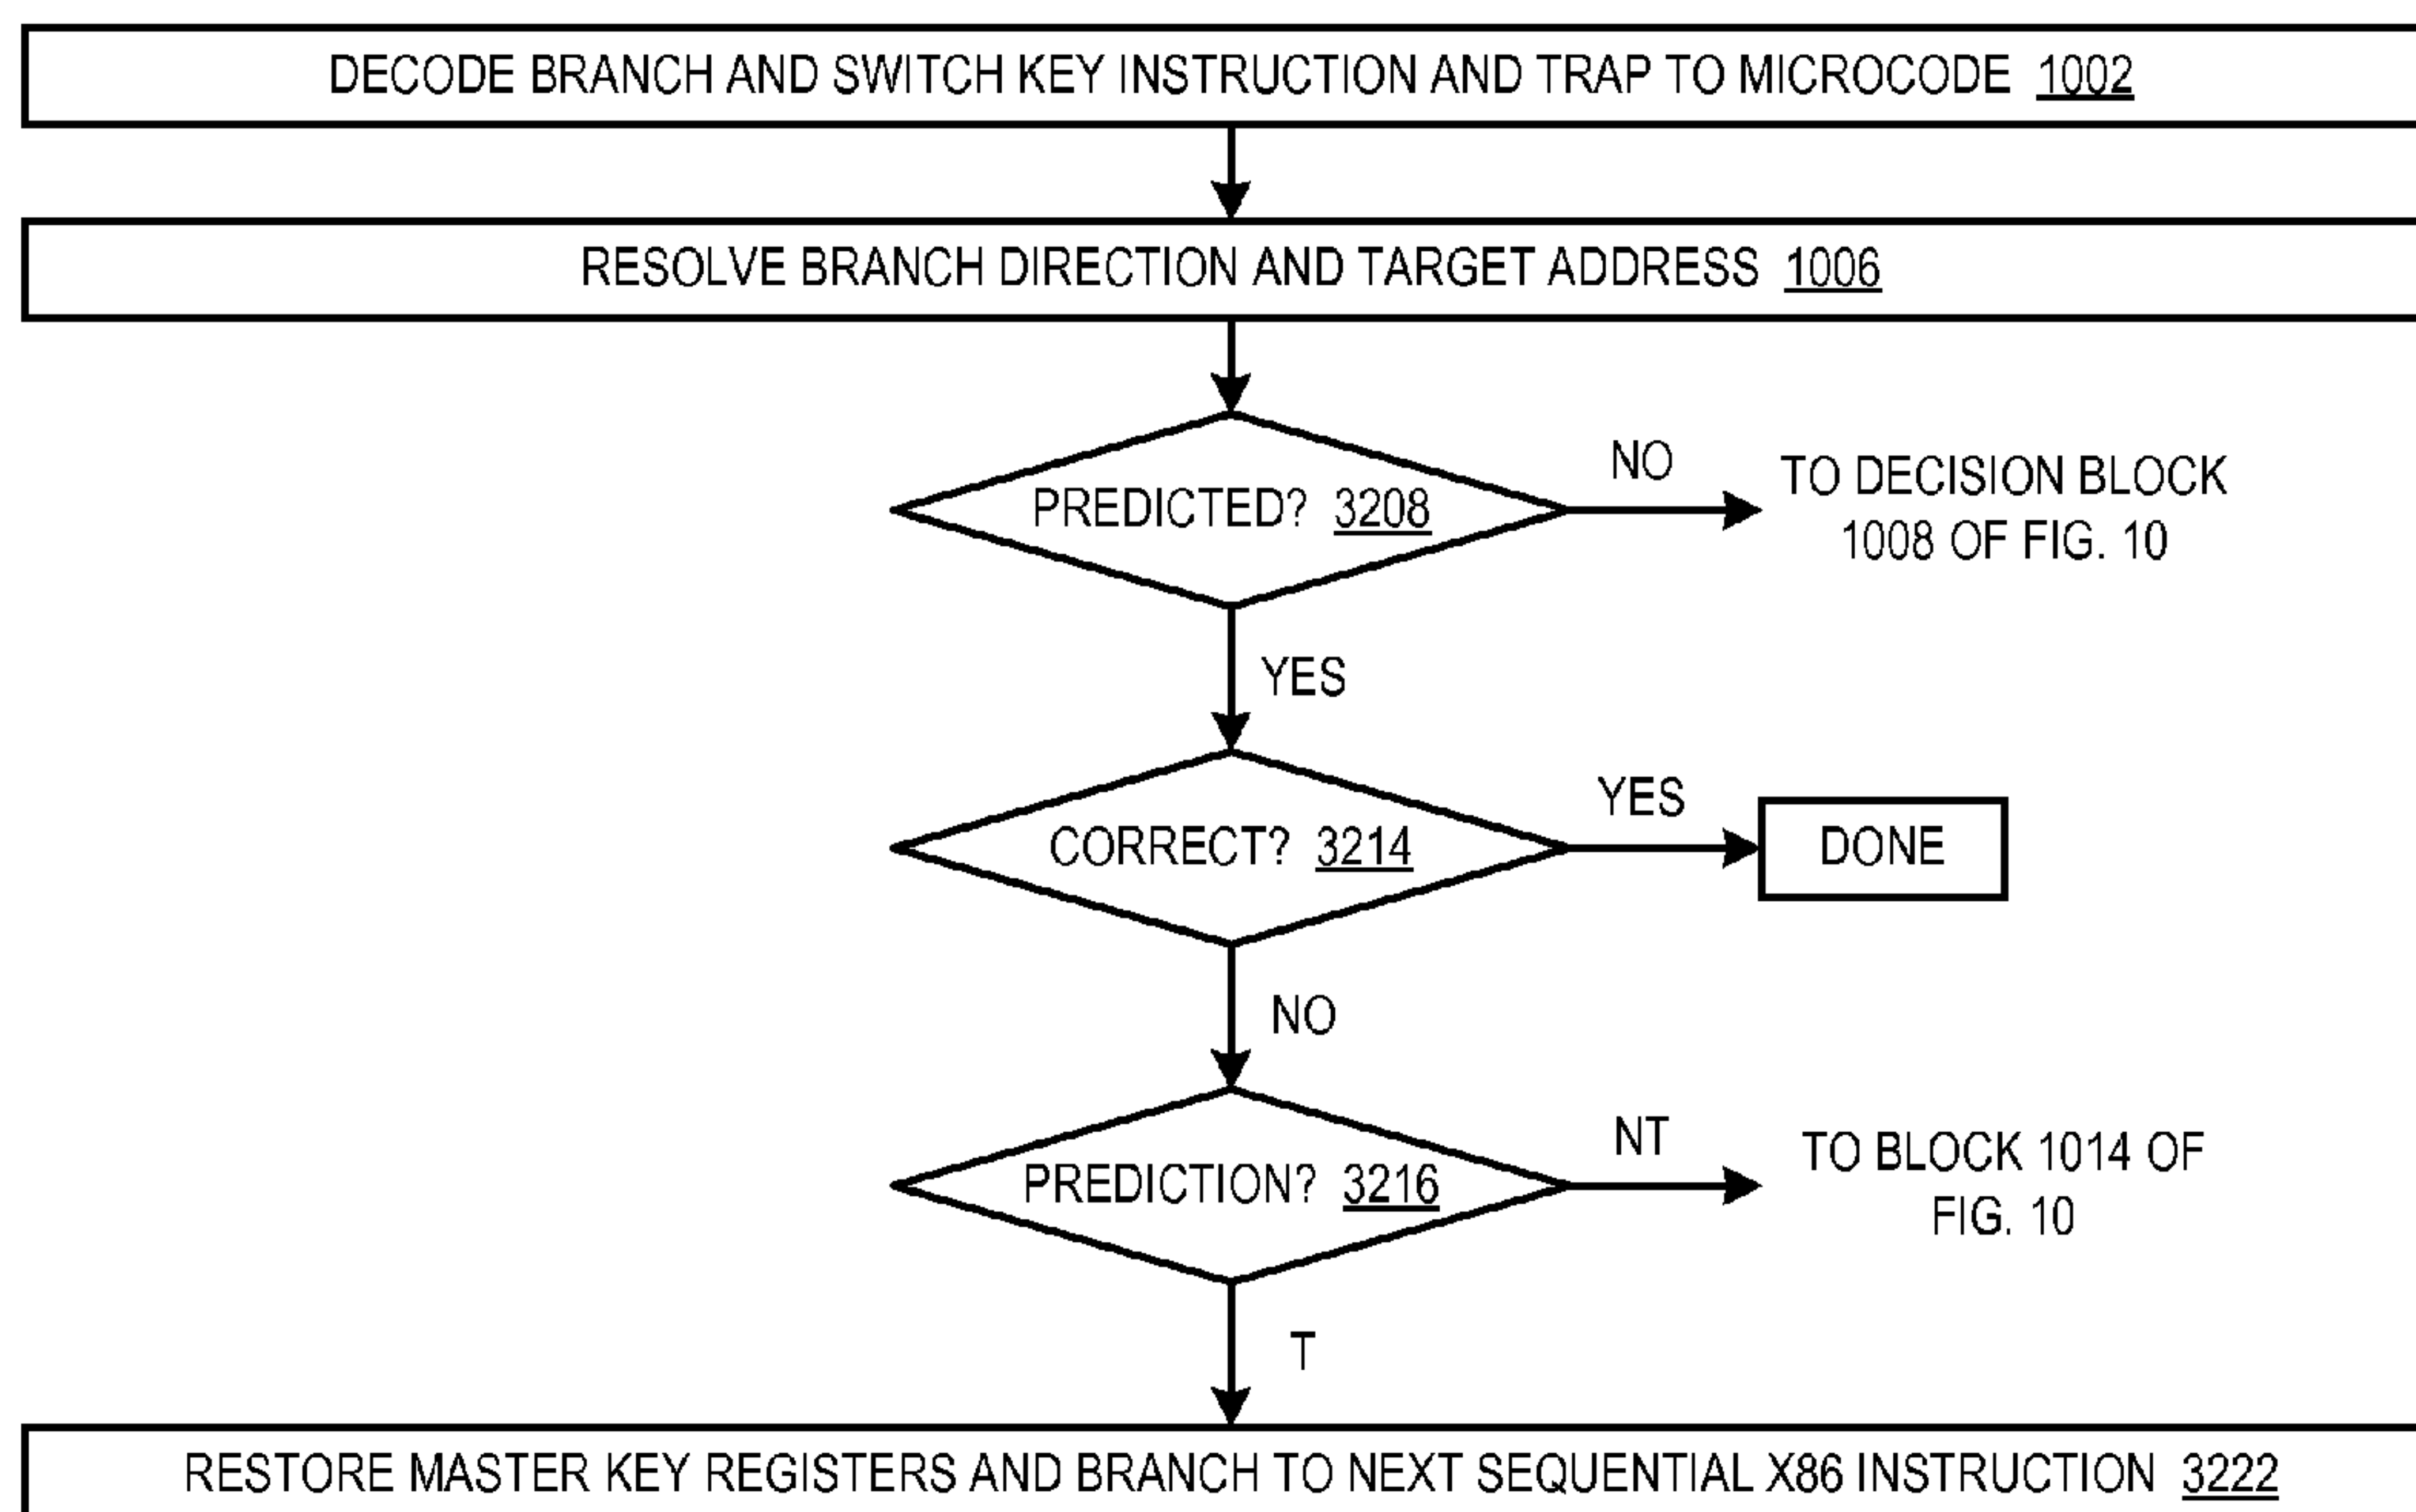 DECODE BRANCH AND SWITCH KEY INSTRUCTION AND TRAP TO MICROCODE 1002
RESOLVE BRANCH DIRECTION AND TARGET ADDRESS 1006
PREDICTED? 3208
NO
TO DECISION BLOCK
1008 OF FIG. 10
YES
CORRECT? 3214
YES
DONE
NO
PREDICTION? 3216
NT
TO BLOCK 1014 OF
FIG. 10
T
RESTORE MASTER KEY REGISTERS AND BRANCH TO NEXT SEQUENTIAL X86 INSTRUCTION 3222